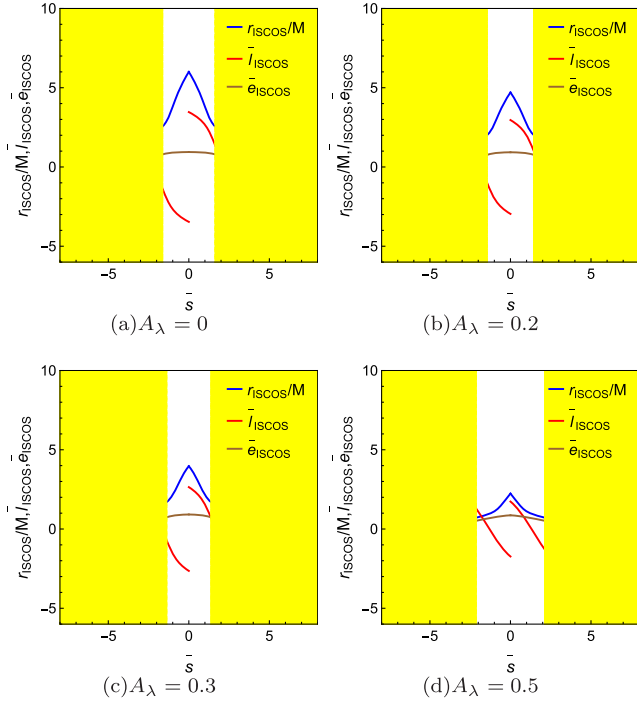 10
5
0
−5
−5
0
5
r_ISCOS/M, l̄_ISCOS, ē_ISCOS
s̄
r_ISCOS/M
l̄_ISCOS
ē_ISCOS
(a)A_λ = 0
10
5
0
−5
−5
0
5
r_ISCOS/M, l̄_ISCOS, ē_ISCOS
s̄
r_ISCOS/M
l̄_ISCOS
ē_ISCOS
(b)A_λ = 0.2
10
5
0
−5
−5
0
5
r_ISCOS/M, l̄_ISCOS, ē_ISCOS
s̄
r_ISCOS/M
l̄_ISCOS
ē_ISCOS
(c)A_λ = 0.3
10
5
0
−5
−5
0
5
r_ISCOS/M, l̄_ISCOS, ē_ISCOS
s̄
r_ISCOS/M
l̄_ISCOS
ē_ISCOS
(d)A_λ = 0.5